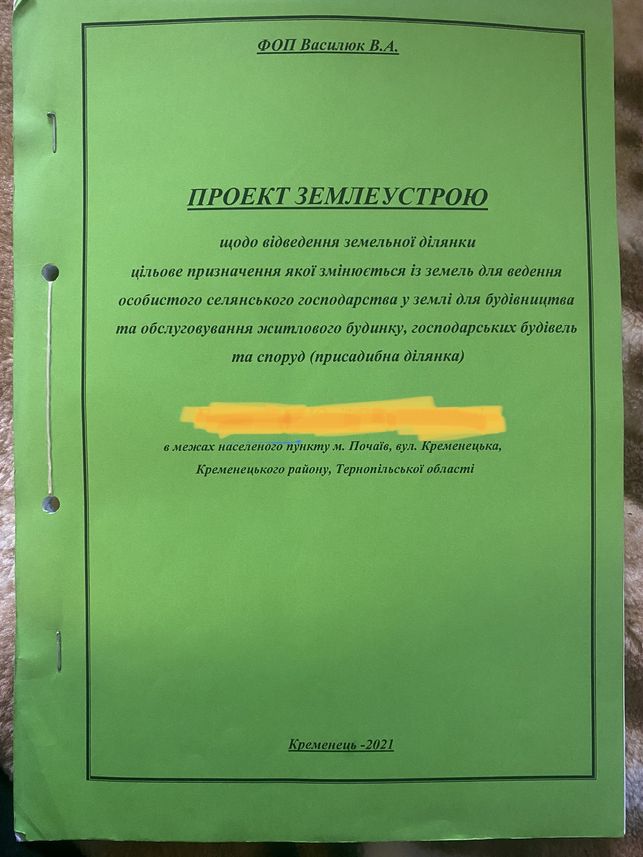 ФОП Василюк В.А.
ПРОЕКТ ЗЕМЛЕУСТРОЮ
щодо відведення земельної ділянки
цільове призначення якої змінюється із земель для ведення
особистого селянського господарства у землі для будівництва
та обслуговування житлового будинку, господарських будівель
та споруд (присадибна ділянка)
в межах населеного пункту м. Почаїв, вул. Кременецька,
Кременецького району, Тернопільської області
Кременець -2021